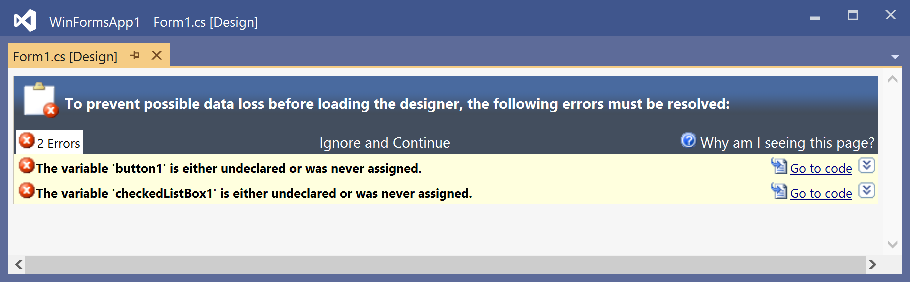 WinFormsApp1 Form1.cs [Design]
Form1.cs [Design]
To prevent possible data loss before loading the designer, the following errors must be resolved:
2 Errors Ignore and Continue Why am I seeing this page?
The variable 'button1' is either undeclared or was never assigned. Go to code
The variable 'checkedListBox1' is either undeclared or was never assigned. Go to code